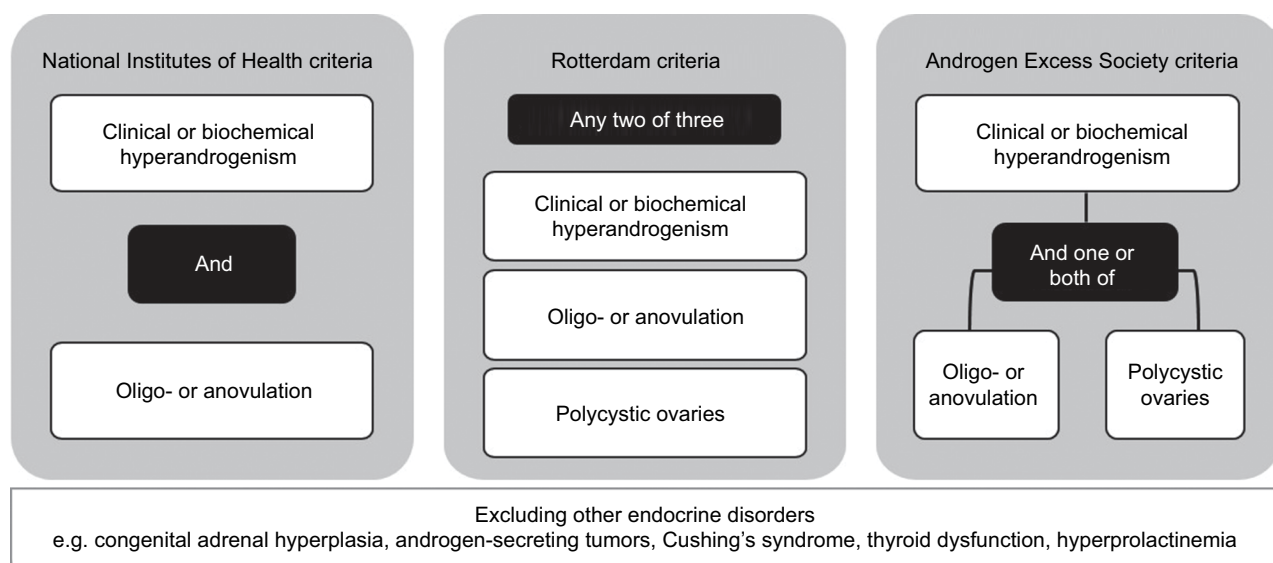 National Institutes of Health criteria
Clinical or biochemical
hyperandrogenism
And
Oligo- or anovulation
Rotterdam criteria
Any two of three
Clinical or biochemical
hyperandrogenism
Oligo- or anovulation
Polycystic ovaries
Androgen Excess Society criteria
Clinical or biochemical
hyperandrogenism
And one or
both of
Oligo- or
anovulation
Polycystic
ovaries
Excluding other endocrine disorders
e.g. congenital adrenal hyperplasia, androgen-secreting tumors, Cushing’s syndrome, thyroid dysfunction, hyperprolactinemia